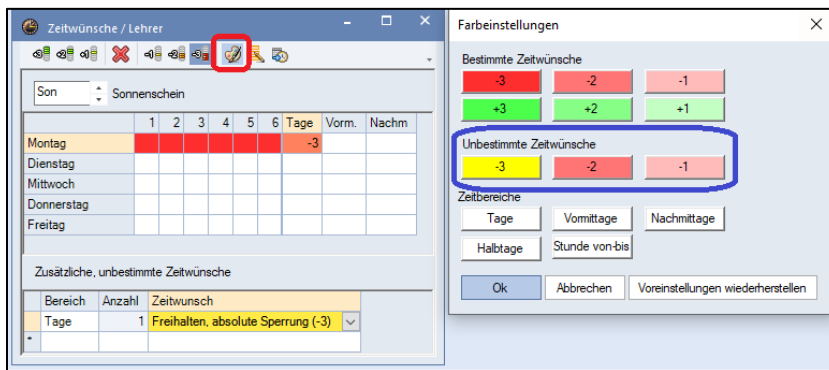 Zeitwünsche / Lehrer
Son Sonnenschein
1 2 3 4 5 6 Tage Vorm. Nachm
Montag -3
Dienstag
Mittwoch
Donnerstag
Freitag
Zusätzliche, unbestimmte Zeitwünsche
Bereich Anzahl Zeitwunsch
Tage 1 Freihalten, absolute Sperrung (-3)
*
Farbeinstellungen
Bestimmte Zeitwünsche
-3 -2 -1
+3 +2 +1
Unbestimmte Zeitwünsche
-3 -2 -1
Zeitbereiche
Tage Vormittage Nachmittage
Halbtage Stunde von-bis
Ok Abbrechen Voreinstellungen wiederherstellen